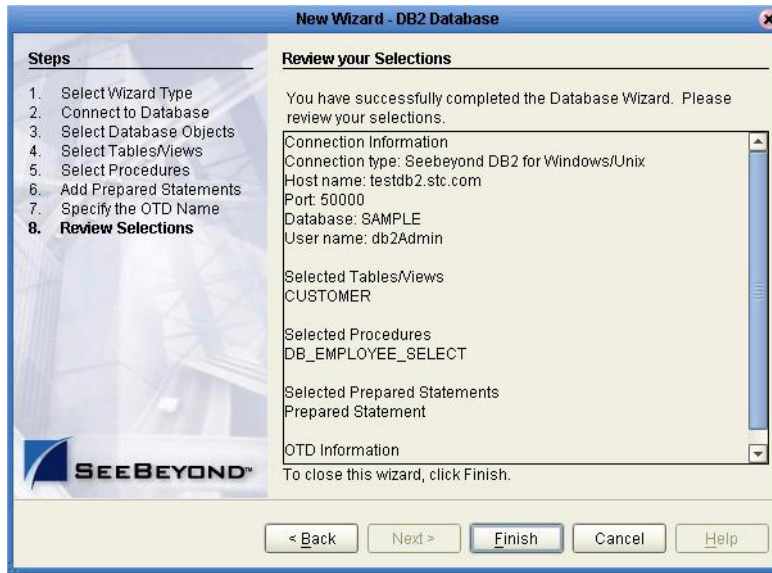 New Wizard - DB2 Database
Steps
1. Select Wizard Type
2. Connect to Database
3. Select Database Objects
4. Select Tables/Views
5. Select Procedures
6. Add Prepared Statements
7. Specify the OTD Name
8. Review Selections
SEEBEYOND™
Review your Selections
You have successfully completed the Database Wizard. Please
review your selections.
Connection Information
Connection type: Seebeyond DB2 for Windows/Unix
Host name: testdb2.stc.com
Port: 50000
Database: SAMPLE
User name: db2Admin
Selected Tables/Views
CUSTOMER
Selected Procedures
DB_EMPLOYEE_SELECT
Selected Prepared Statements
Prepared Statement
OTD Information
To close this wizard, click Finish.
< Back
Next >
Finish
Cancel
Help